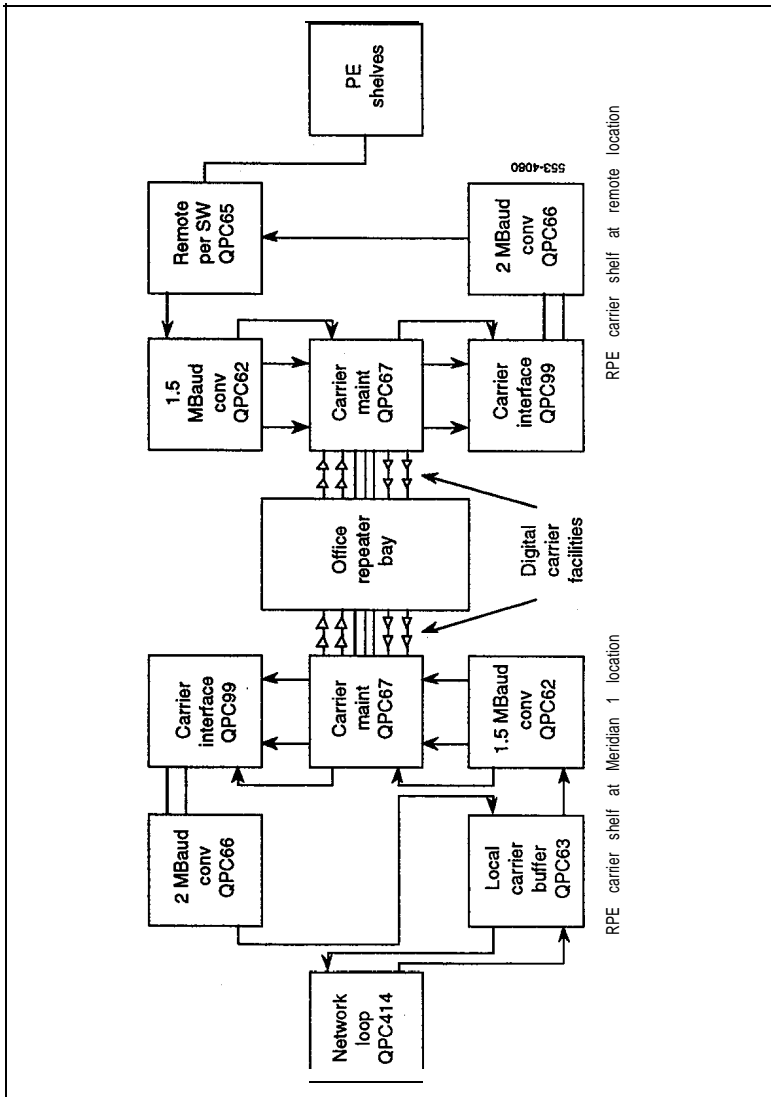 Network
loop
QPC414
2 MBaud
conv
QPC66
Local
carrier
buffer
QPC63
Carrier
interface
QPC99
Carrier
maint
QPC67
1.5 MBaud
conv
QPC62
RPE carrier shelf at Meridian 1 location
Office
repeater
bay
Digital
carrier
facilities
1.5
MBaud
conv
QPC62
Carrier
maint
QPC67
Carrier
interface
QPC99
Remote
per SW
QPC65
2 MBaud
conv
QPC66
PE
shelves
553-4060
RPE carrier shelf at remote location